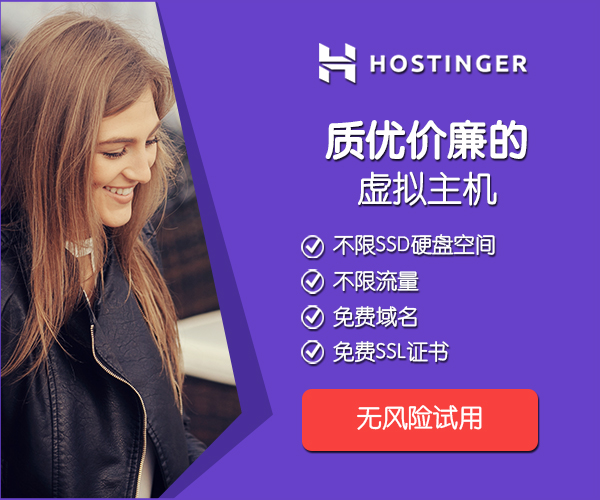 HOSTINGER
质优价廉的
虚拟主机
不限SSD硬盘空间
不限流量
免费域名
免费SSL证书
无风险试用